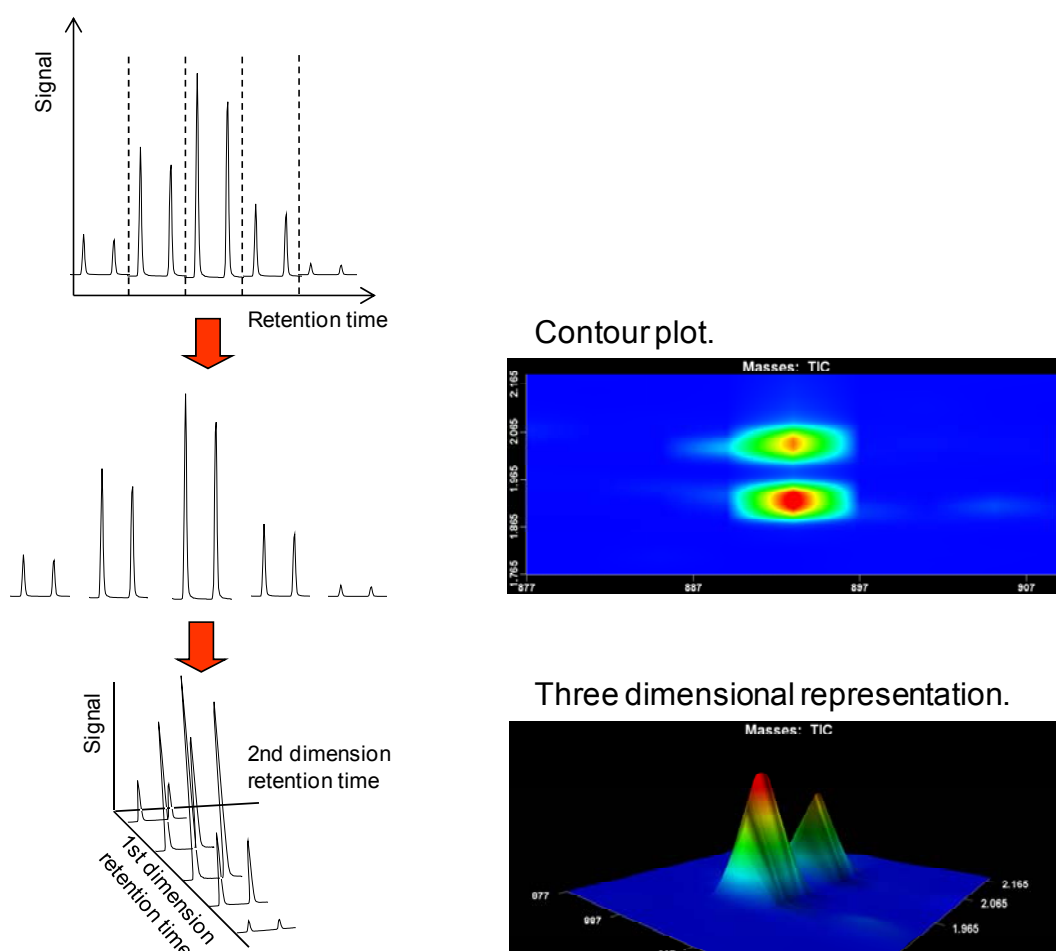 Signal
Retention time
Signal
2nd dimension
retention time
1st dimension
retention time
Contour plot.
Masses: TIC
2.165
2.065
1.965
1.865
1.765
877
887
897
907
Three dimensional representation.
Masses: TIC
2.165
2.065
1.965